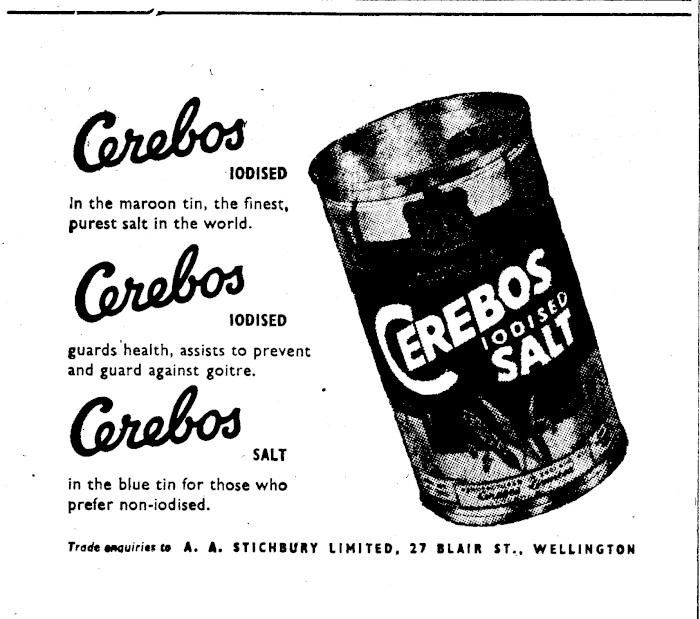 Cerebos
IODISED
In the maroon tin, the finest,
purest salt in the world.
Cerebos
IODISED
guards health, assists to prevent
and guard against goitre.
Cerebos
SALT
in the blue tin for those who
prefer non-iodised.
CEREBOS
IODISED
SALT
Trade enquiries to A. A. STICHBURY LIMITED, 27 BLAIR ST., WELLINGTON